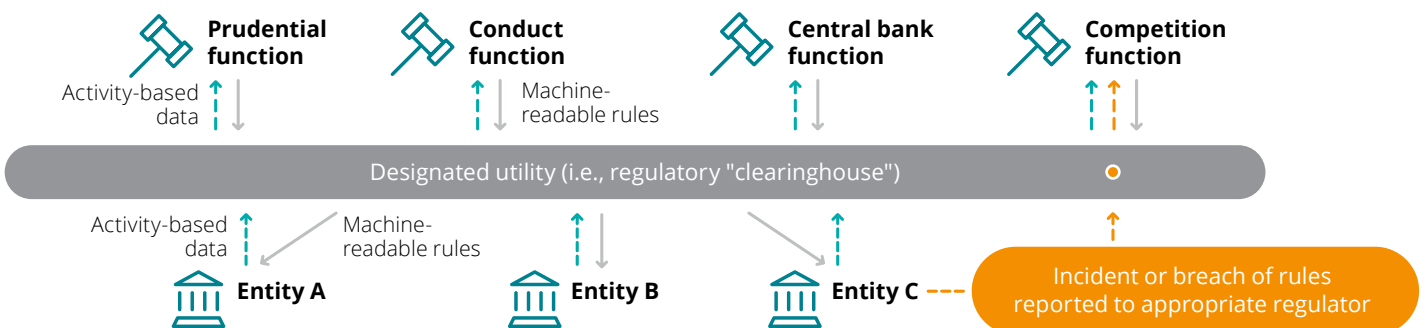 Prudential
function
Conduct
function
Central bank
function
Competition
function
Activity-based
data
Machine-
readable rules
Designated utility (i.e., regulatory "clearinghouse")
Activity-based
data
Machine-
readable rules
Entity A
Entity B
Entity C
Incident or breach of rules
reported to appropriate regulator